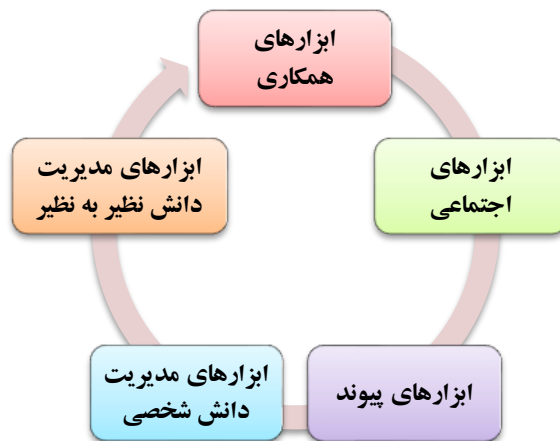 ابزارهای
همکاری
ابزارهای
اجتماعی
ابزارهای پیوند
ابزارهای مدیریت
دانش شخصی
ابزارهای مدیریت
دانش نظیر به نظیر